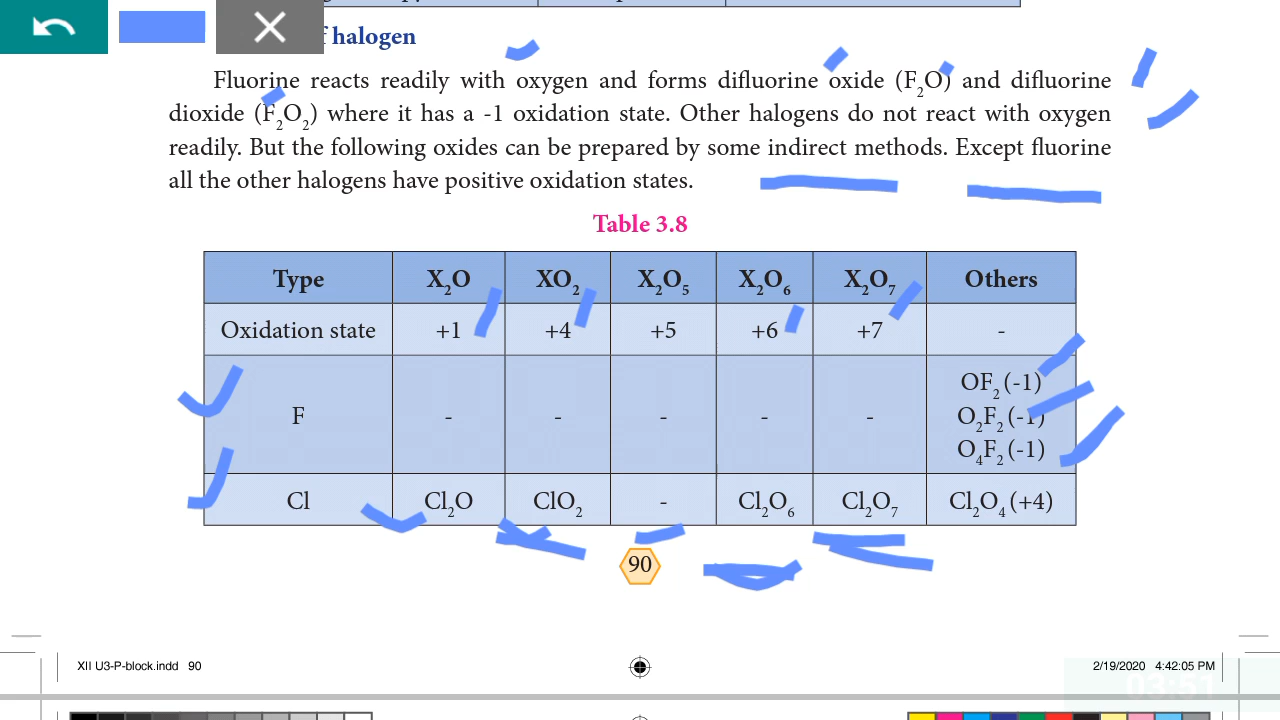 f halogen
Fluorine reacts readily with oxygen and forms difluorine oxide (F₂O) and difluorine
dioxide (F₂O₂) where it has a -1 oxidation state. Other halogens do not react with oxygen
readily. But the following oxides can be prepared by some indirect methods. Except fluorine
all the other halogens have positive oxidation states.
Table 3.8
Type X₂O XO₂ X₂O₅ X₂O₆ X₂O₇ Others
Oxidation state +1 +4 +5 +6 +7 -
F - - - - - OF₂ (-1)
O₂F₂ (-1)
O₄F₂ (-1)
Cl Cl₂O ClO₂ - Cl₂O₆ Cl₂O₇ Cl₂O₄ (+4)
90
XII U3-P-block.indd 90 2/19/2020 4:42:05 PM
03:51